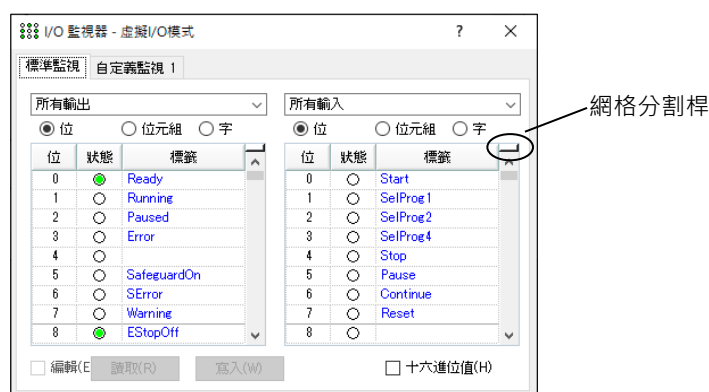 I/O 監視器 - 虛擬I/O模式 ? ×
標準監視 自定義監視 1
所有輸出 所有輸入
位 位元組 字 位 位元組 字
網格分割桿
位 狀態 標籤 位 狀態 標籤
0 Ready 0 Start
1 Running 1 SelProg1
2 Paused 2 SelProg2
3 Error 3 SelProg4
4 4 Stop
5 SafeguardOn 5 Pause
6 SError 6 Continue
7 Warning 7 Reset
8 EStopOff 8
編輯(E 讀取(R) 寫入(W) 十六進位值(H)